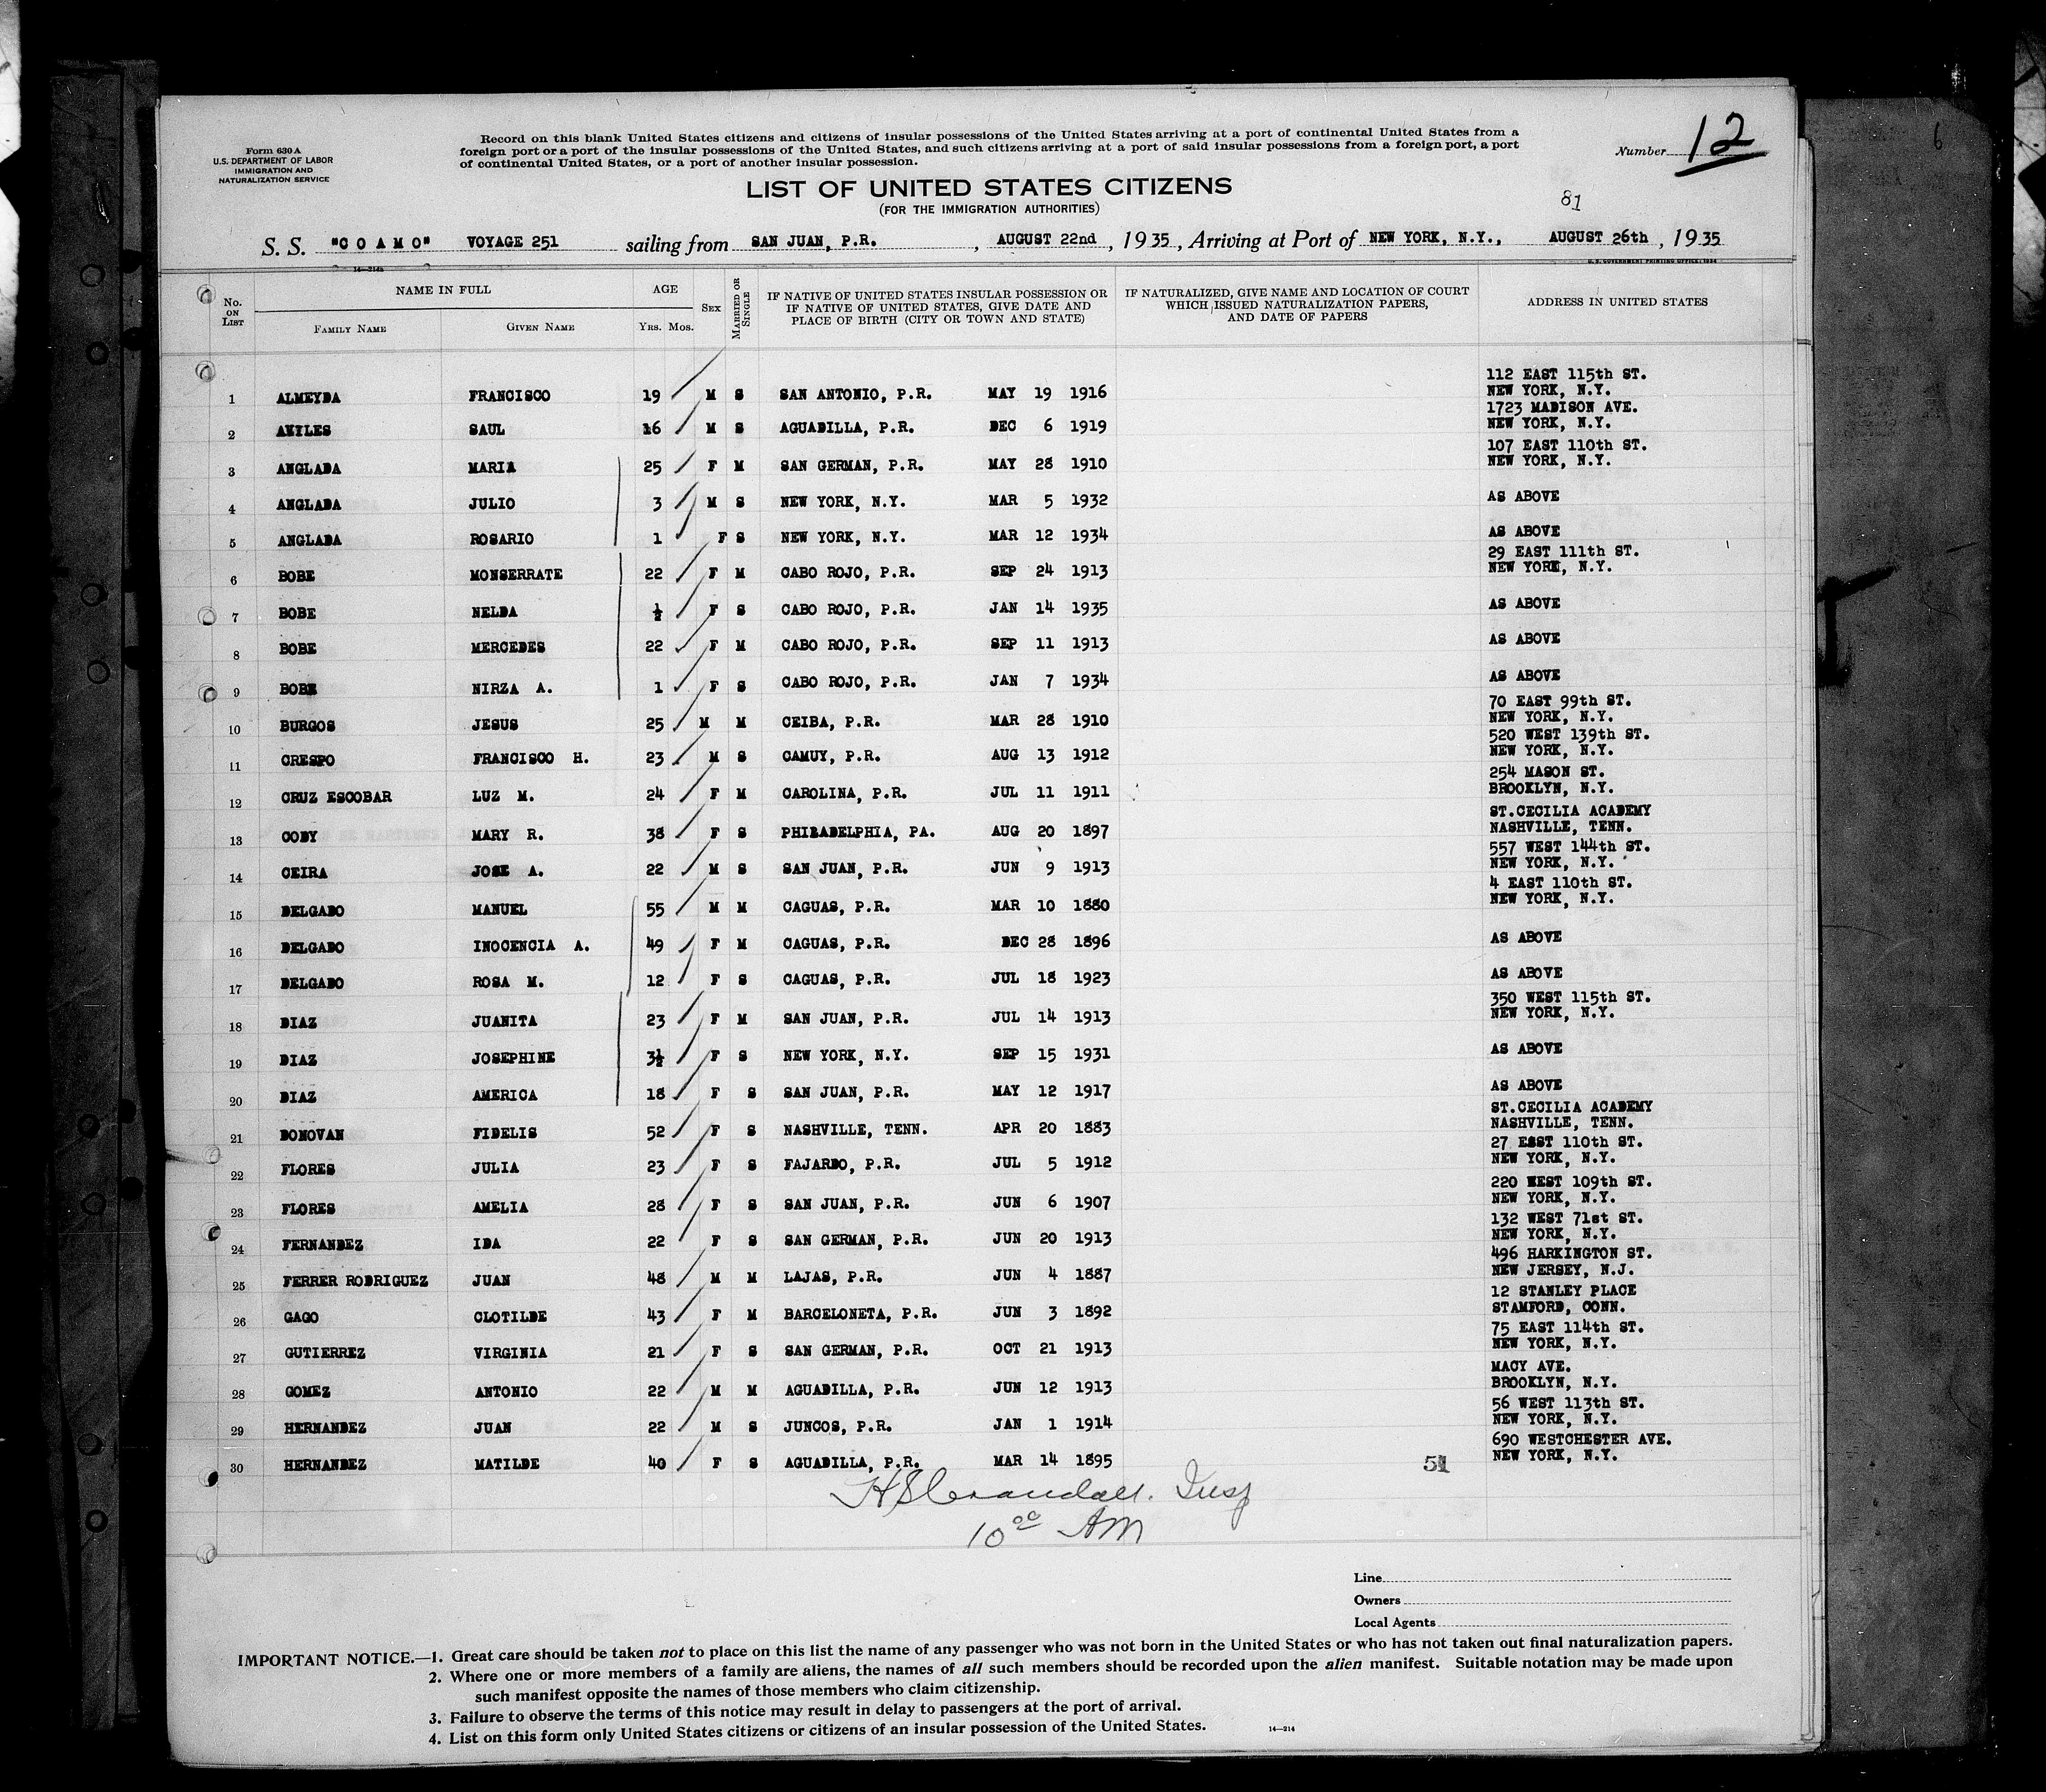 Form 630 A
U.S. DEPARTMENT OF LABOR
IMMIGRATION AND
NATURALIZATION SERVICE
Record on this blank United States citizens and citizens of insular possessions of the United States arriving at a port of continental United States from a
foreign port or a port of the insular possessions of the United States, and such citizens arriving at a port of said insular possessions from a foreign port, a port
of continental United States, or a port of another insular possession.
Number 12
LIST OF UNITED STATES CITIZENS
(FOR THE IMMIGRATION AUTHORITIES)
81
S. S. "COAMO" VOYAGE 251 sailing from SAN JUAN, P.R. , AUGUST 22nd , 1935 , Arriving at Port of NEW YORK, N.Y., AUGUST 26th , 1935
14—214a
U. S. GOVERNMENT PRINTING OFFICE: 1934
No. ON LIST NAME IN FULL FAMILY NAME GIVEN NAME AGE YRS. MOS. SEX MARRIED OR SINGLE IF NATIVE OF UNITED STATES INSULAR POSSESSION OR IF NATIVE OF UNITED STATES, GIVE DATE AND PLACE OF BIRTH (CITY OR TOWN AND STATE) IF NATURALIZED, GIVE NAME AND LOCATION OF COURT WHICH ISSUED NATURALIZATION PAPERS, AND DATE OF PAPERS ADDRESS IN UNITED STATES
1 ALMEYDA FRANCISCO 19 M S SAN ANTONIO, P.R. MAY 19 1916 112 EAST 115th ST. NEW YORK, N.Y.
2 AVILES SAUL 16 M S AGUADILLA, P.R. DEC 6 1919 1723 MADISON AVE. NEW YORK, N.Y.
3 ANGLADA MARIA 25 F M SAN GERMAN, P.R. MAY 28 1910 107 EAST 110th ST. NEW YORK, N.Y.
4 ANGLADA JULIO 3 M S NEW YORK, N.Y. MAR 5 1932 AS ABOVE
5 ANGLADA ROSARIO 1 F S NEW YORK, N.Y. MAR 12 1934 AS ABOVE
6 BOBE MONSERRATE 22 F M CABO ROJO, P.R. SEP 24 1913 29 EAST 111th ST. NEW YORK, N.Y.
7 BOBE NELDA ½ F S CABO ROJO, P.R. JAN 14 1935 AS ABOVE
8 BOBE MERCEDES 22 F M CABO ROJO, P.R. SEP 11 1913 AS ABOVE
9 BOBE NIRZA A. 1 F S CABO ROJO, P.R. JAN 7 1934 AS ABOVE
10 BURGOS JESUS 25 M M CEIBA, P.R. MAR 28 1910 70 EAST 99th ST. NEW YORK, N.Y.
11 CRESPO FRANCISCO H. 23 M S CAMUY, P.R. AUG 13 1912 520 WEST 139th ST. NEW YORK, N.Y.
12 CRUZ ESCOBAR LUZ M. 24 F M CAROLINA, P.R. JUL 11 1911 254 MASON ST. BROOKLYN, N.Y.
13 CODY MARY R. 38 F S PHILADELPHIA, PA. AUG 20 1897 ST.CECILIA ACADEMY NASHVILLE, TENN.
14 CEIRA JOSE A. 22 M S SAN JUAN, P.R. JUN 9 1913 557 WEST 144th ST. NEW YORK, N.Y.
15 DELGADO MANUEL 55 M M CAGUAS, P.R. MAR 10 1880 4 EAST 110th ST. NEW YORK, N.Y.
16 DELGADO INOCENCIA A. 49 F M CAGUAS, P.R. DEC 28 1896 AS ABOVE
17 DELGADO ROSA M. 12 F S CAGUAS, P.R. JUL 18 1923 AS ABOVE
18 DIAZ JUANITA 23 F M SAN JUAN, P.R. JUL 14 1913 350 WEST 115th ST. NEW YORK, N.Y.
19 DIAZ JOSEPHINE 3½ F S NEW YORK, N.Y. SEP 15 1931 AS ABOVE
20 DIAZ AMERICA 18 F S SAN JUAN, P.R. MAY 12 1917 AS ABOVE
21 DONOVAN FIDELIS 52 F S NASHVILLE, TENN. APR 20 1883 ST.CECILIA ACADEMY NASHVILLE, TENN.
22 FLORES JULIA 23 F S FAJARDO, P.R. JUL 5 1912 27 EAST 110th ST. NEW YORK, N.Y.
23 FLORES AMELIA 28 F S SAN JUAN, P.R. JUN 6 1907 220 WEST 109th ST. NEW YORK, N.Y.
24 FERNANDEZ IDA 22 F S SAN GERMAN, P.R. JUN 20 1913 132 WEST 71st ST. NEW YORK, N.Y.
25 FERRER RODRIGUEZ JUAN 48 M M LAJAS, P.R. JUN 4 1887 496 HARKINGTON ST. NEW JERSEY, N.J.
26 GAGO CLOTILDE 43 F M BARCELONETA, P.R. JUN 3 1892 12 STANLEY PLACE STAMFORD, CONN.
27 GUTIERREZ VIRGINIA 21 F S SAN GERMAN, P.R. OCT 21 1913 75 EAST 114th ST. NEW YORK, N.Y.
28 GOMEZ ANTONIO 22 M M AGUADILLA, P.R. JUN 12 1913 MACY AVE. BROOKLYN, N.Y.
29 HERNANDEZ JUAN 22 M S JUNCOS, P.R. JAN 1 1914 56 WEST 113th ST. NEW YORK, N.Y.
30 HERNANDEZ MATILDE 40 F S AGUADILLA, P.R. MAR 14 1895 690 WESTCHESTER AVE. NEW YORK, N.Y.
51
H S Crandall. Insp
10 00 AM
Line
Owners
Local Agents
IMPORTANT NOTICE.—1. Great care should be taken not to place on this list the name of any passenger who was not born in the United States or who has not taken out final naturalization papers.
2. Where one or more members of a family are aliens, the names of all such members should be recorded upon the alien manifest. Suitable notation may be made upon
such manifest opposite the names of those members who claim citizenship.
3. Failure to observe the terms of this notice may result in delay to passengers at the port of arrival.
4. List on this form only United States citizens or citizens of an insular possession of the United States.
14—214